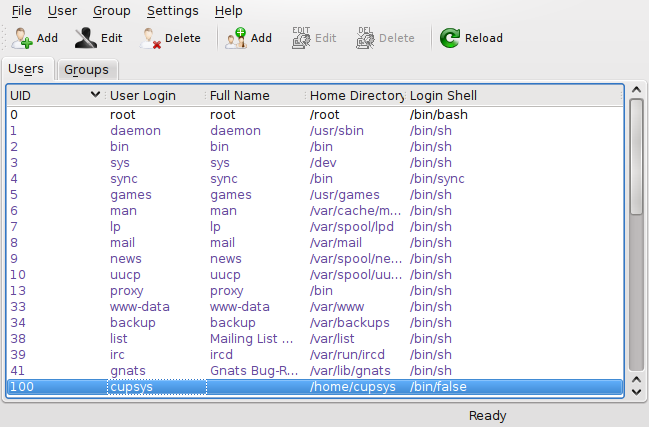 File User Group Settings Help
Add Edit Delete Add Edit Delete Reload
Users Groups
UID User Login Full Name Home Directory Login Shell
0 root root /root /bin/bash
1 daemon daemon /usr/sbin /bin/sh
2 bin bin /bin /bin/sh
3 sys sys /dev /bin/sh
4 sync sync /bin /bin/sync
5 games games /usr/games /bin/sh
6 man man /var/cache/m... /bin/sh
7 lp lp /var/spool/lpd /bin/sh
8 mail mail /var/mail /bin/sh
9 news news /var/spool/ne... /bin/sh
10 uucp uucp /var/spool/uu... /bin/sh
13 proxy proxy /bin /bin/sh
33 www-data www-data /var/www /bin/sh
34 backup backup /var/backups /bin/sh
38 list Mailing List ... /var/list /bin/sh
39 irc ircd /var/run/ircd /bin/sh
41 gnats Gnats Bug-R... /var/lib/gnats /bin/sh
100 cupsys /home/cupsys /bin/false
Ready